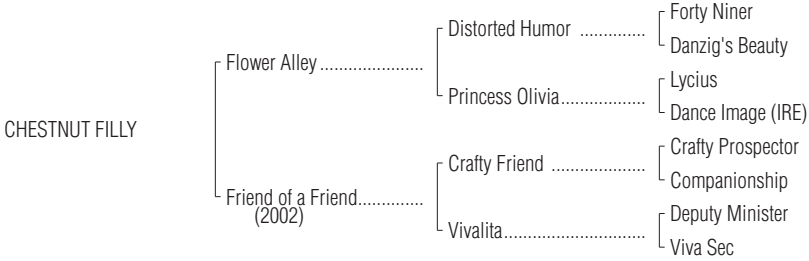 Forty Niner
Distorted Humor ..............
Danzig's Beauty
Flower Alley ......................
Lycius
Princess Olivia..................
Dance Image (IRE)
CHESTNUT FILLY
Crafty Prospector
Crafty Friend ....................
Companionship
Friend of a Friend..............
(2002)
Deputy Minister
Vivalita..............................
Viva Sec